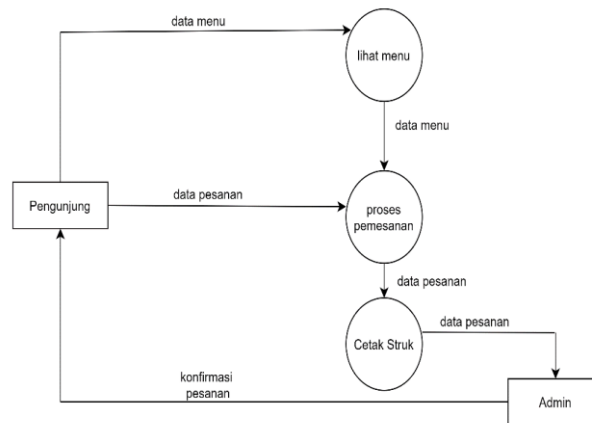 data menu
lihat menu
data menu
Pengunjung
data pesanan
proses
pemesanan
data pesanan
Cetak Struk
data pesanan
konfirmasi
pesanan
Admin